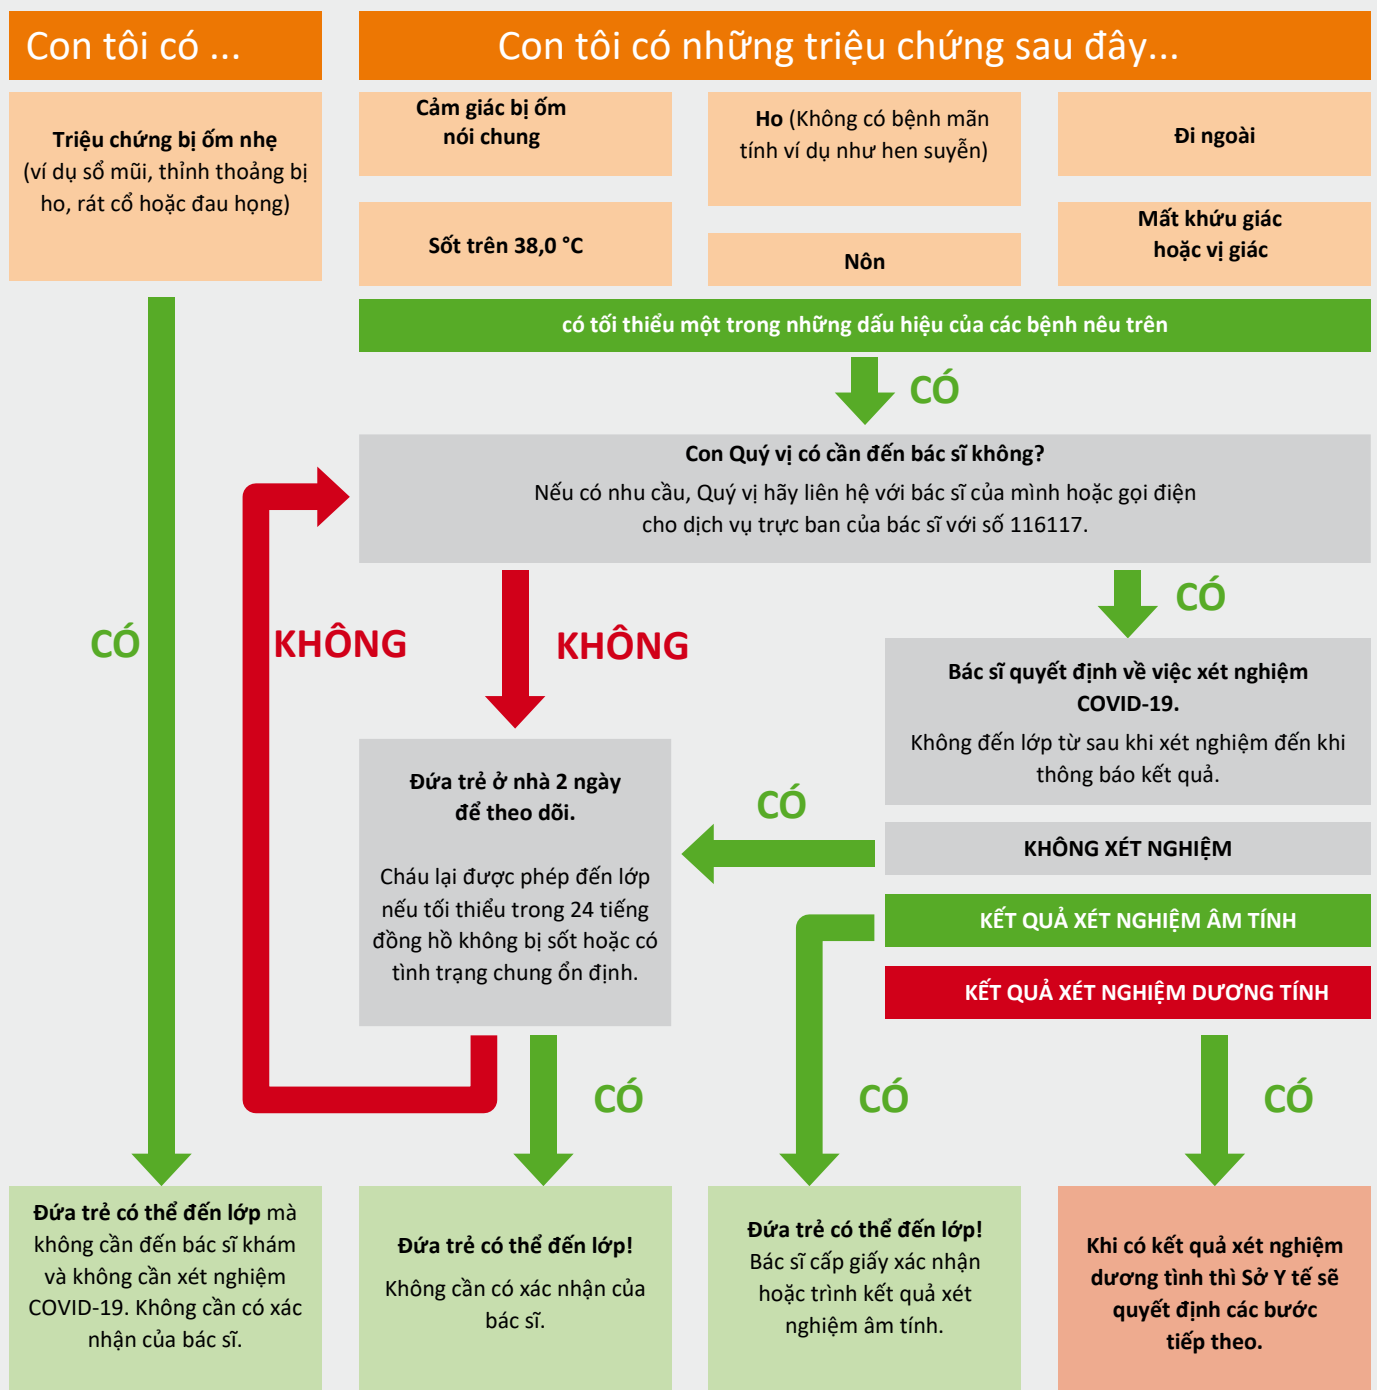 Con tôi có ...
Con tôi có những triệu chứng sau đây...
Triệu chứng bị ốm nhẹ
(ví dụ sổ mũi, thỉnh thoảng bị
ho, rát cổ hoặc đau họng)
Cảm giác bị ốm
nói chung
Ho (Không có bệnh mãn
tính ví dụ như hen suyễn)
Đi ngoài
Sốt trên 38,0 °C
Nôn
Mất khứu giác
hoặc vị giác
có tối thiểu một trong những dấu hiệu của các bệnh nêu trên
CÓ
Con Quý vị có cần đến bác sĩ không?
Nếu có nhu cầu, Quý vị hãy liên hệ với bác sĩ của mình hoặc gọi điện
cho dịch vụ trực ban của bác sĩ với số 116117.
CÓ
KHÔNG
KHÔNG
CÓ
Bác sĩ quyết định về việc xét nghiệm
COVID-19.
Không đến lớp từ sau khi xét nghiệm đến khi
thông báo kết quả.
Đứa trẻ ở nhà 2 ngày
để theo dõi.
Cháu lại được phép đến lớp
nếu tối thiểu trong 24 tiếng
đồng hồ không bị sốt hoặc có
tình trạng chung ổn định.
CÓ
KHÔNG XÉT NGHIỆM
KẾT QUẢ XÉT NGHIỆM ÂM TÍNH
KẾT QUẢ XÉT NGHIỆM DƯƠNG TÍNH
CÓ
CÓ
CÓ
Đứa trẻ có thể đến lớp mà
không cần đến bác sĩ khám
và không cần xét nghiệm
COVID-19. Không cần có xác
nhận của bác sĩ.
Đứa trẻ có thể đến lớp!
Không cần có xác nhận của
bác sĩ.
Đứa trẻ có thể đến lớp!
Bác sĩ cấp giấy xác nhận
hoặc trình kết quả xét
nghiệm âm tính.
Khi có kết quả xét nghiệm
dương tình thì Sở Y tế sẽ
quyết định các bước
tiếp theo.